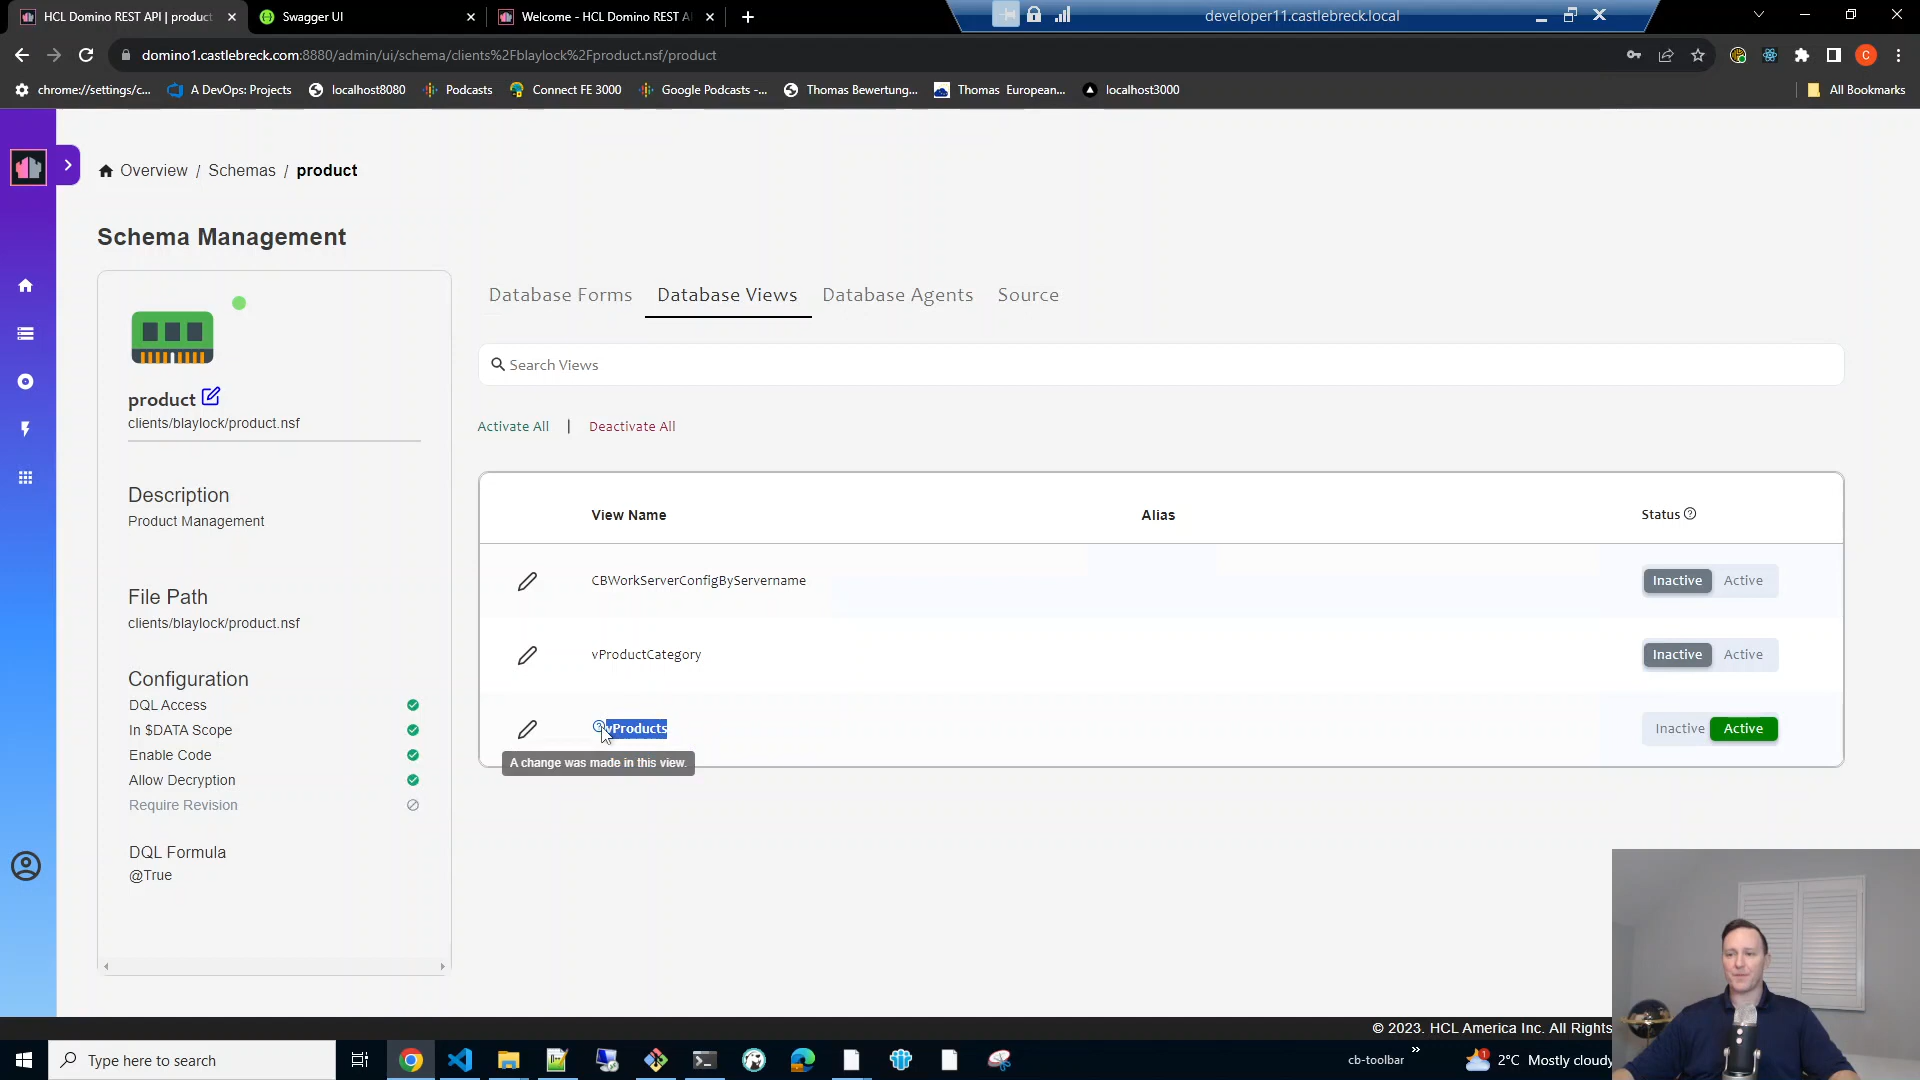 HCL Domino REST API | product
Swagger UI
Welcome - HCL Domino REST A
developer11.castlebreck.local
domino1.castlebreck.com:8880/admin/ui/schema/clients%2Fblaylock%2Fproduct.nsf/product
C
chrome://settings/c...
A DevOps: Projects
localhost8080
Podcasts
Connect FE 3000
Google Podcasts -...
Thomas Bewertung...
Thomas European...
localhost3000
All Bookmarks
Overview / Schemas / product
Schema Management
product
clients/blaylock/product.nsf
Description
Product Management
File Path
clients/blaylock/product.nsf
Configuration
DQL Access
In $DATA Scope
Enable Code
Allow Decryption
Require Revision
DQL Formula
@True
Database Forms
Database Views
Database Agents
Source
Search Views
Activate All | Deactivate All
View Name
Alias
Status
CBWorkServerConfigByServername
Inactive Active
vProductCategory
Inactive Active
vProducts
Inactive Active
A change was made in this view.
© 2023. HCL America Inc. All Rights
Type here to search
cb-toolbar
1
2°C Mostly cloudy